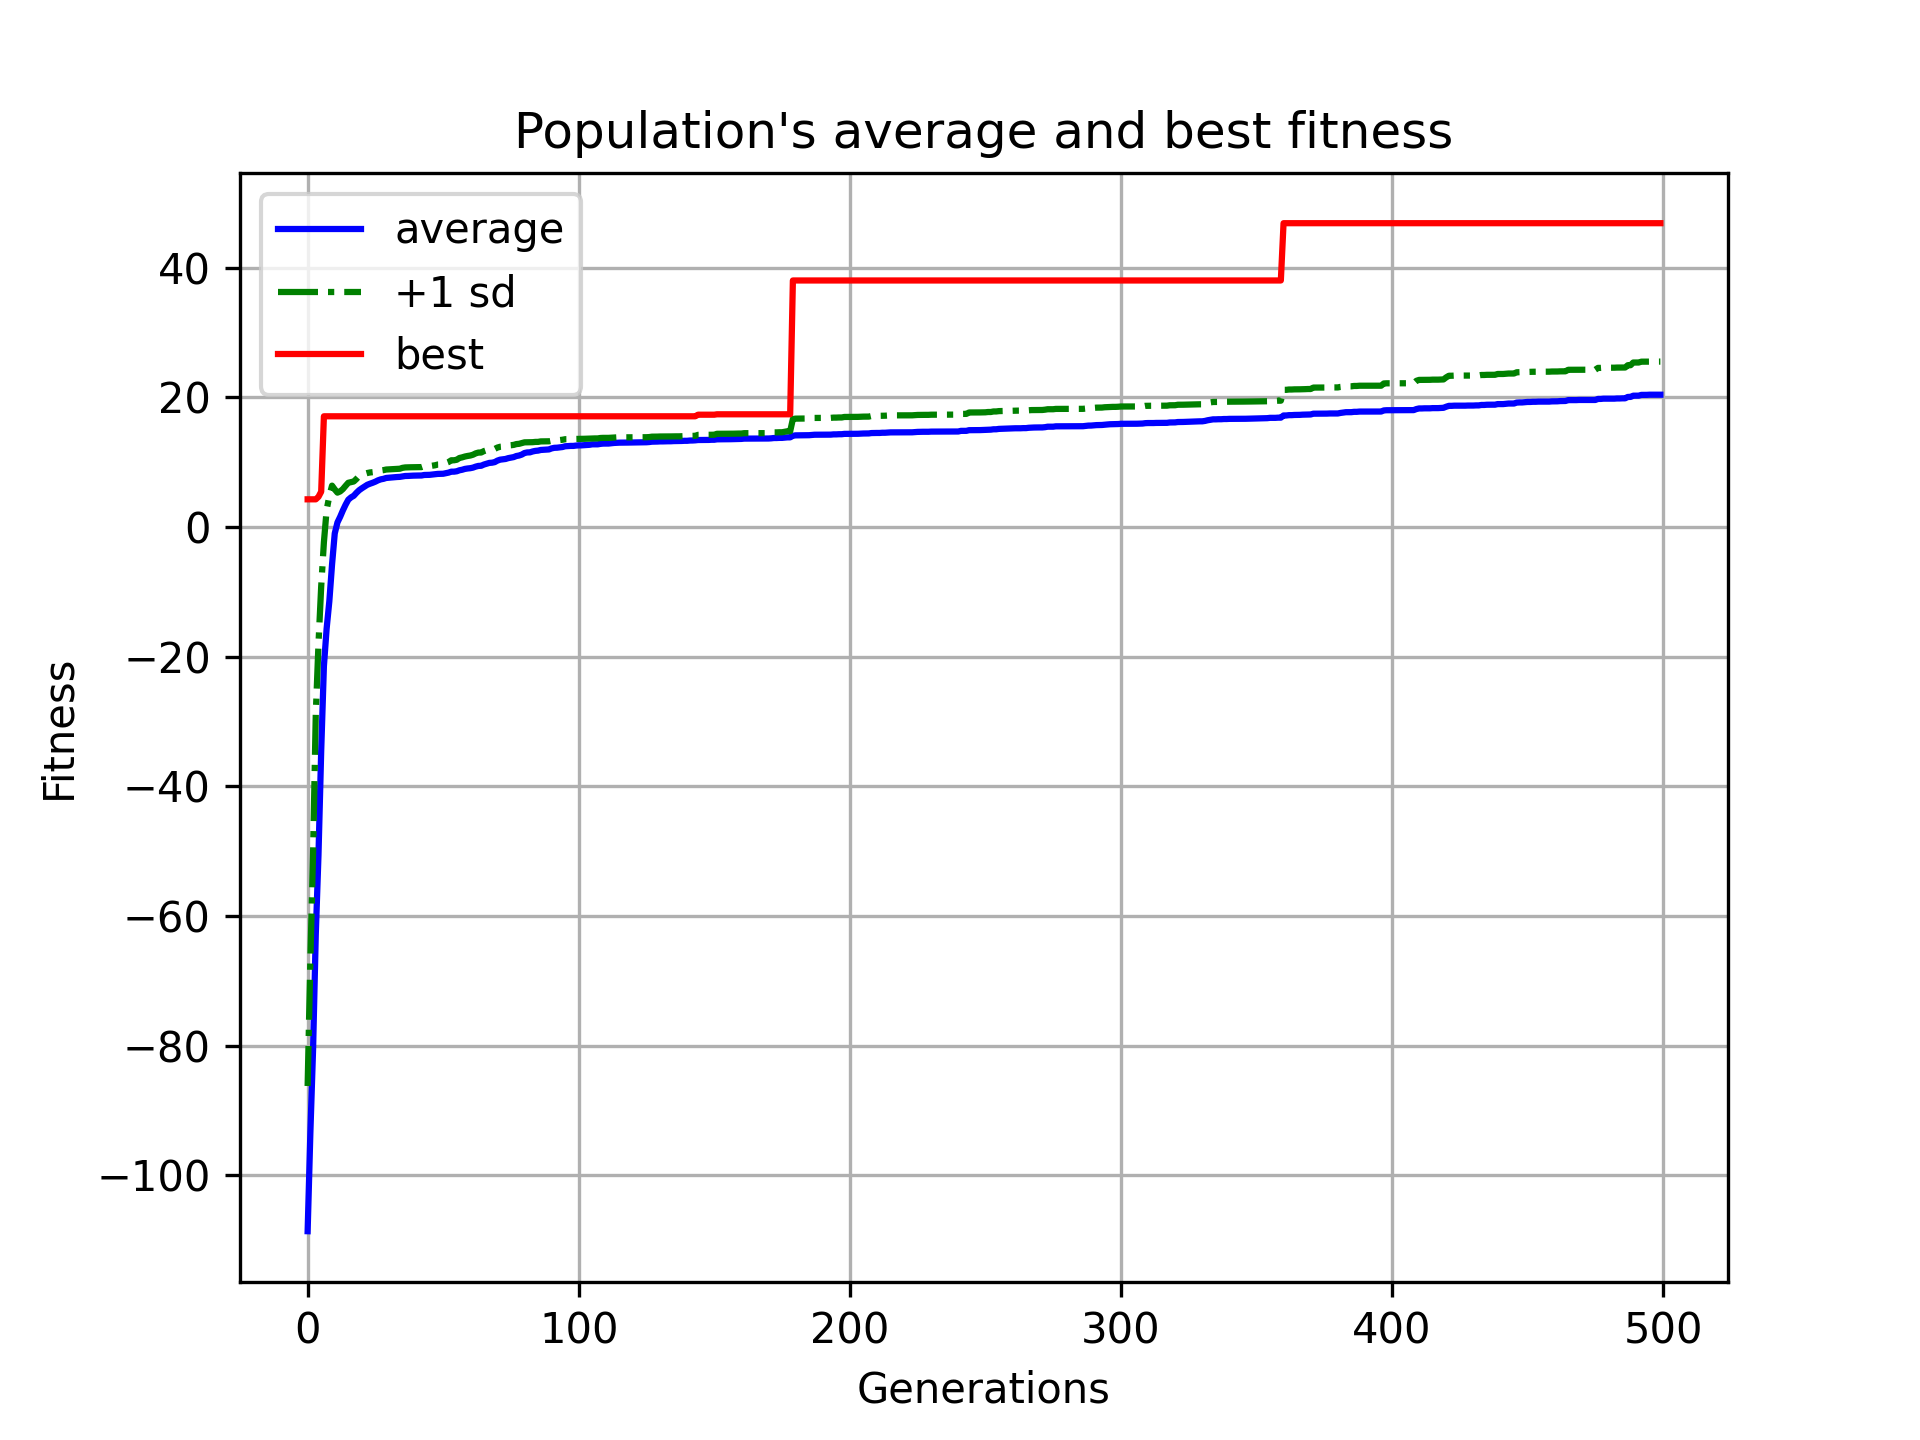 Population's average and best fitness
average
+1 sd
best
40
20
0
−20
−40
−60
−80
−100
Fitness
0 100 200 300 400 500
Generations